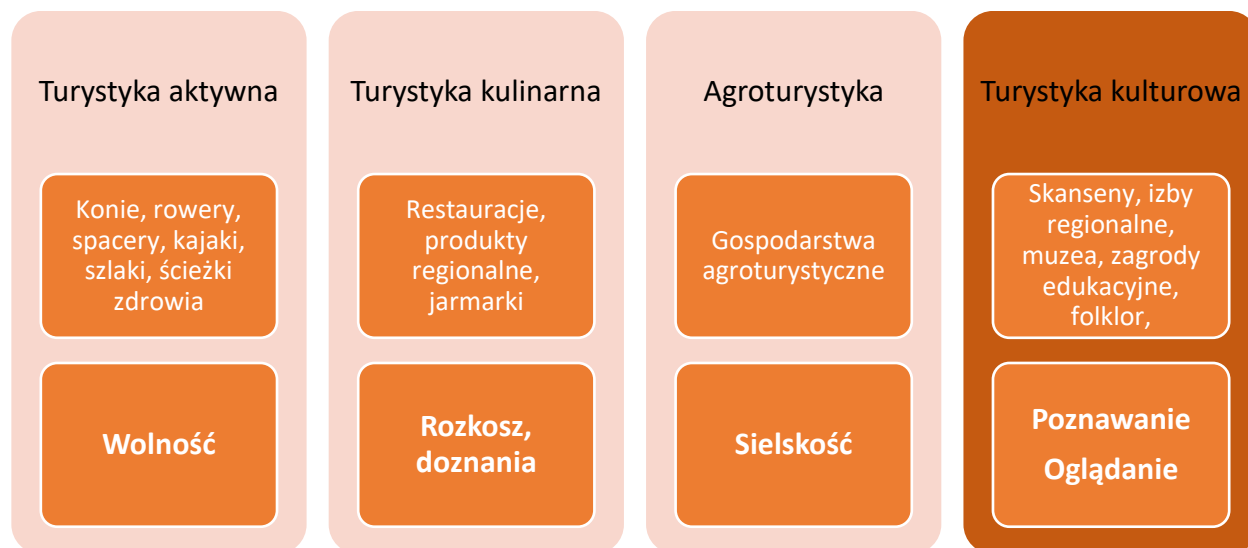 Turystyka aktywna
Konie, rowery,
spacery, kajaki,
szlaki, ścieżki
zdrowia
Wolność
Turystyka kulinarna
Restauracje,
produkty
regionalne,
jarmarki
Rozkosz,
doznania
Agroturystyka
Gospodarstwa
agroturystyczne
Sielskość
Turystyka kulturowa
Skanseny, izby
regionalne,
muzea, zagrody
edukacyjne,
folklor,
Poznawanie
Oglądanie